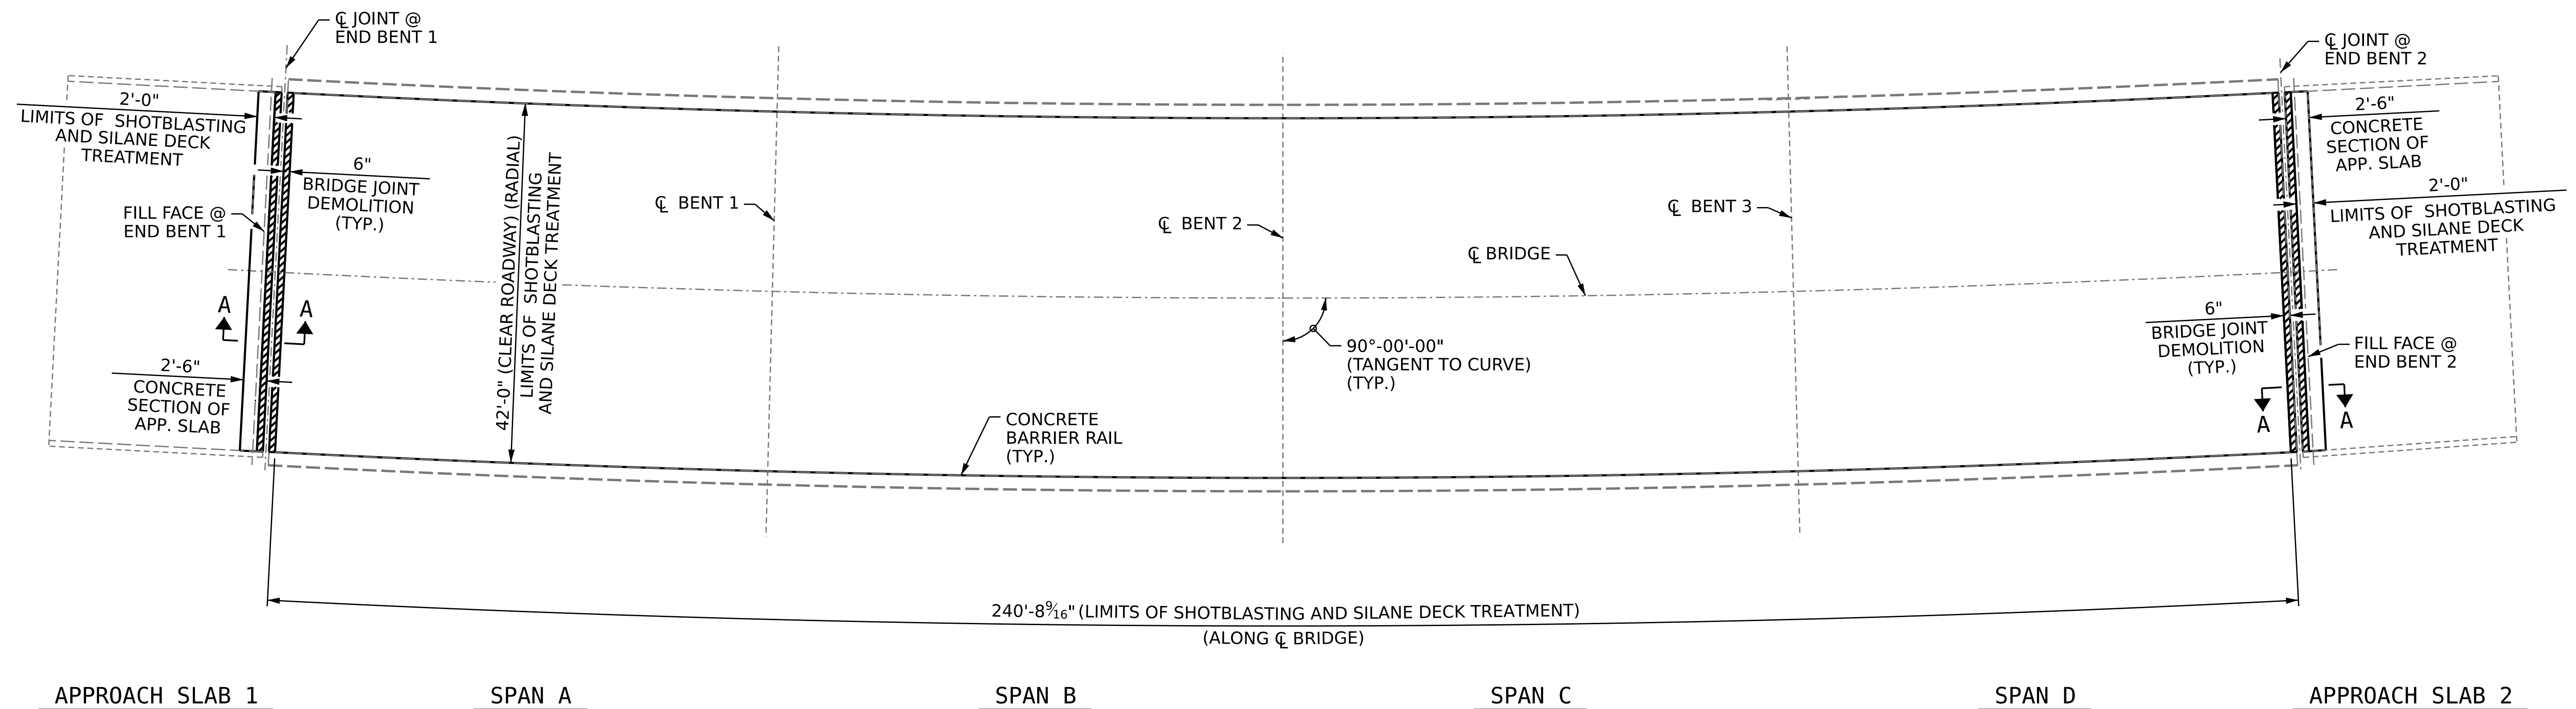 ℄ JOINT @
END BENT 1
℄ JOINT @
END BENT 2
2'-0"
LIMITS OF SHOTBLASTING
AND SILANE DECK
TREATMENT
6"
BRIDGE JOINT
DEMOLITION
(TYP.)
FILL FACE @
END BENT 1
A
A
2'-6"
CONCRETE
SECTION OF
APP. SLAB
42'-0" (CLEAR ROADWAY) (RADIAL)
LIMITS OF SHOTBLASTING
AND SILANE DECK TREATMENT
℄ BENT 1
℄ BENT 2
℄ BENT 3
℄ BRIDGE
90°-00'-00"
(TANGENT TO CURVE)
(TYP.)
CONCRETE
BARRIER RAIL
(TYP.)
2'-6"
CONCRETE
SECTION OF
APP. SLAB
2'-0"
LIMITS OF SHOTBLASTING
AND SILANE DECK
TREATMENT
6"
BRIDGE JOINT
DEMOLITION
(TYP.)
FILL FACE @
END BENT 2
A
A
240'-8 9/16" (LIMITS OF SHOTBLASTING AND SILANE DECK TREATMENT)
(ALONG ℄ BRIDGE)
APPROACH SLAB 1
SPAN A
SPAN B
SPAN C
SPAN D
APPROACH SLAB 2